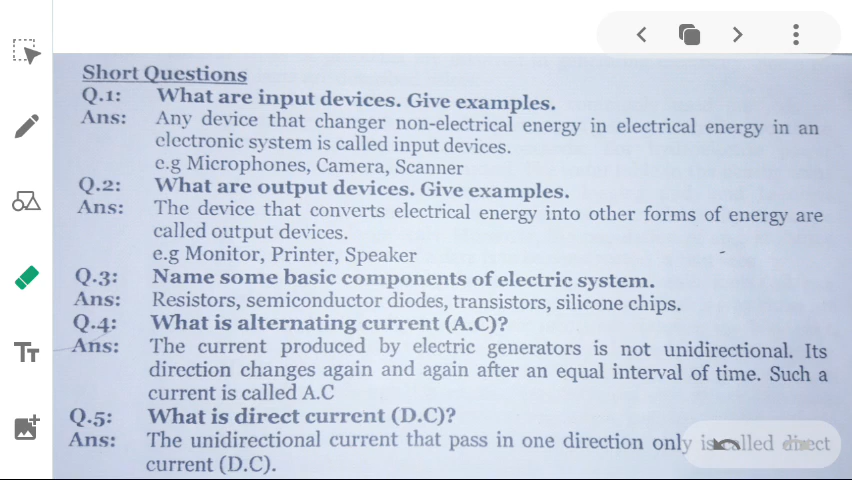 Short Questions
Q.1: What are input devices. Give examples.
Ans: Any device that changer non-electrical energy in electrical energy in an
electronic system is called input devices.
e.g Microphones, Camera, Scanner
Q.2: What are output devices. Give examples.
Ans: The device that converts electrical energy into other forms of energy are
called output devices.
e.g Monitor, Printer, Speaker
Q.3: Name some basic components of electric system.
Ans: Resistors, semiconductor diodes, transistors, silicone chips.
Q.4: What is alternating current (A.C)?
Ans: The current produced by electric generators is not unidirectional. Its
direction changes again and again after an equal interval of time. Such a
current is called A.C
Q.5: What is direct current (D.C)?
Ans: The unidirectional current that pass in one direction only is called direct
current (D.C).
Tт